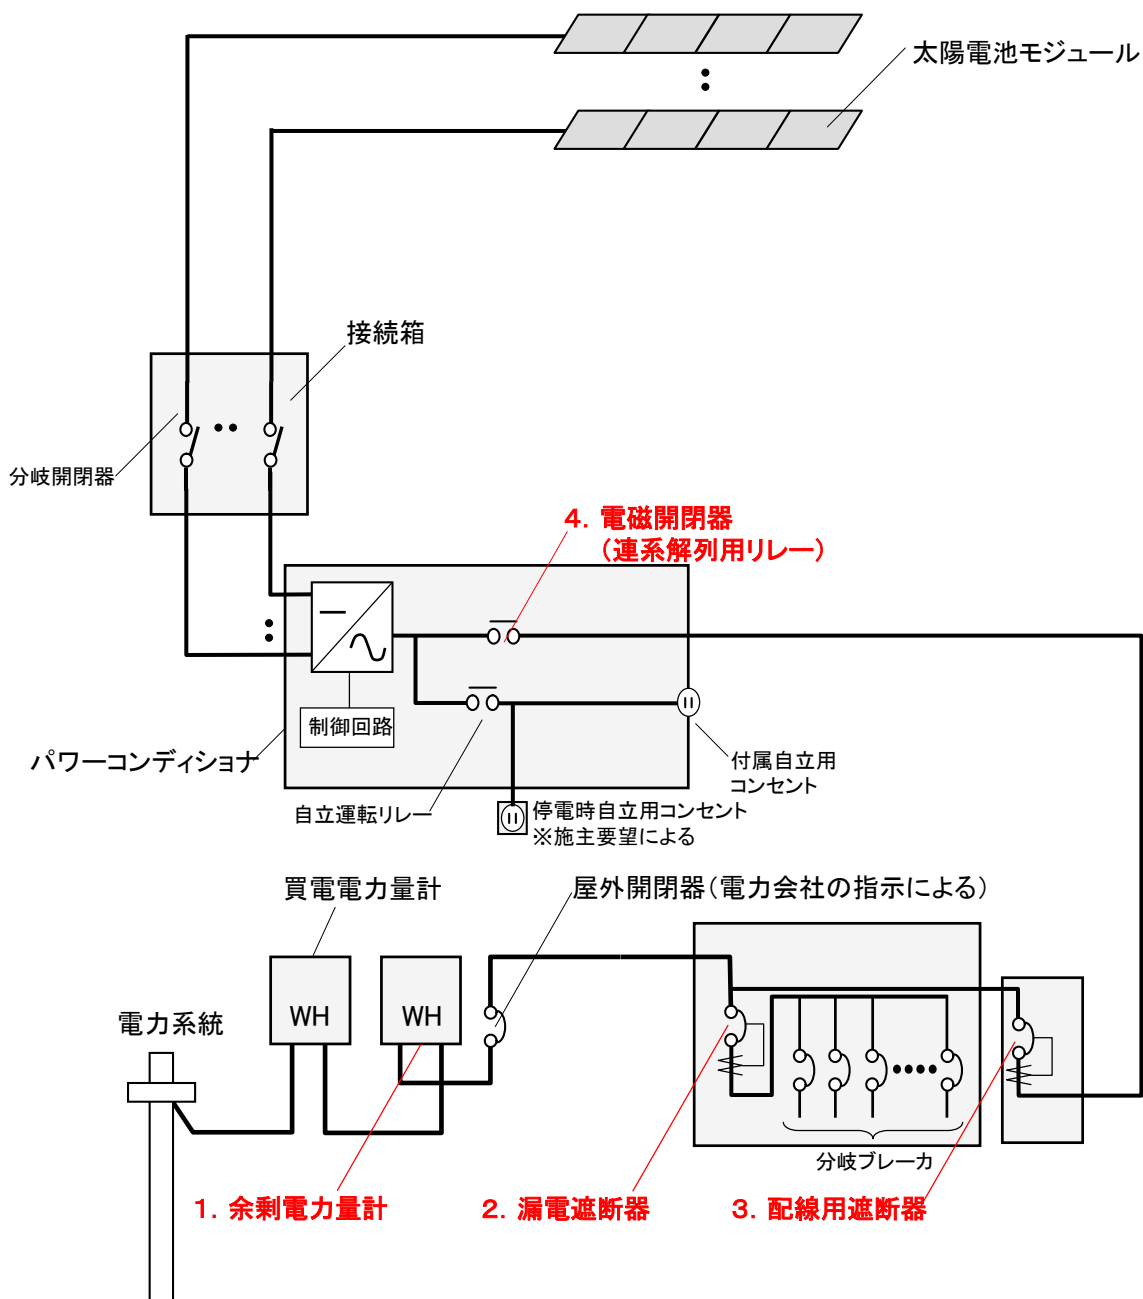 太陽電池モジュール
接続箱
分岐開閉器
4．電磁開閉器
（連系解列用リレー）
制御回路
パワーコンディショナ
付属自立用
コンセント
自立運転リレー
停電時自立用コンセント
※施主要望による
買電電力量計
屋外開閉器（電力会社の指示による）
WH
WH
電力系統
分岐ブレーカ
1．余剰電力量計
2．漏電遮断器
3．配線用遮断器